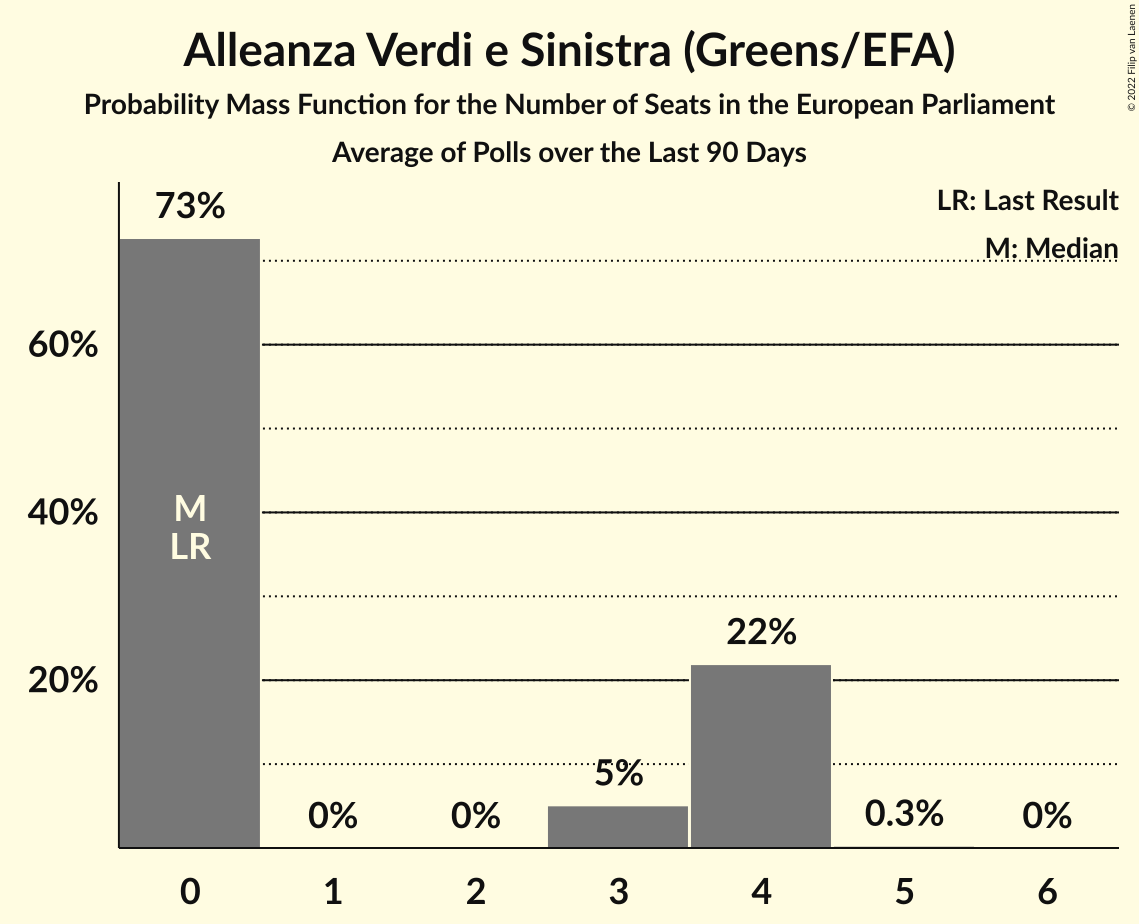 Alleanza Verdi e Sinistra (Greens/EFA)
Probability Mass Function for the Number of Seats in the European Parliament
Average of Polls over the Last 90 Days
© 2022 Filip van Laenen
LR: Last Result
M: Median
73%
60%
40%
20%
M
LR
0%
0%
5%
22%
0.3%
0%
0 1 2 3 4 5 6